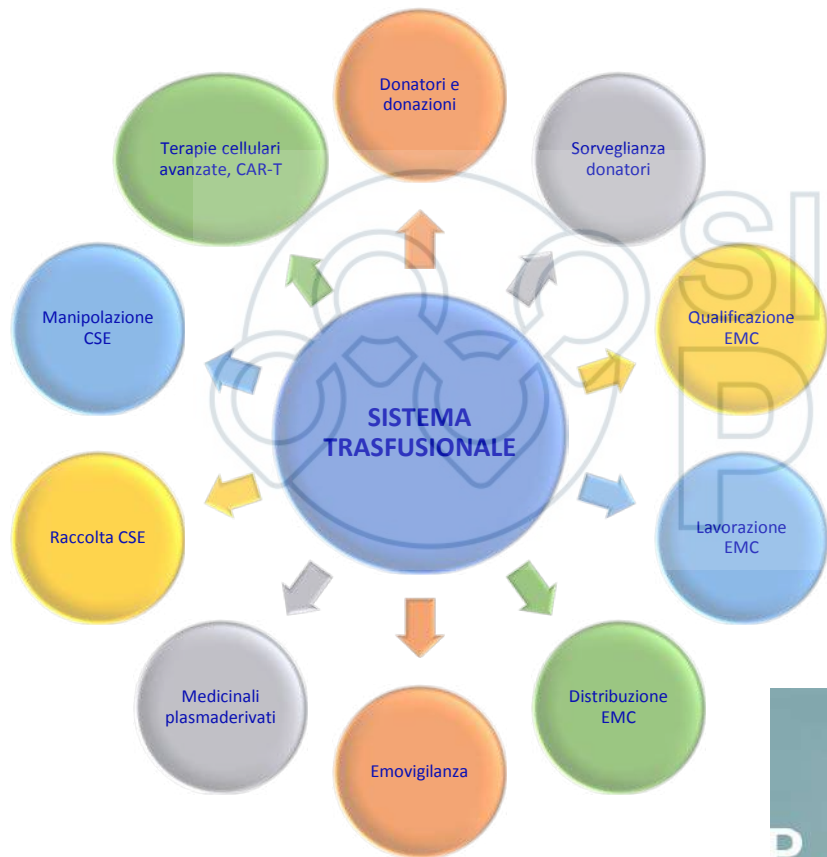 Donatori e
donazioni
Sorveglianza
donatori
Qualificazione
EMC
Lavorazione
EMC
Distribuzione
EMC
Emovigilanza
Medicinali
plasmaderivati
Raccolta CSE
Manipolazione
CSE
Terapie cellulari
avanzate, CAR-T
SISTEMA
TRASFUSIONALE
SI
P
P